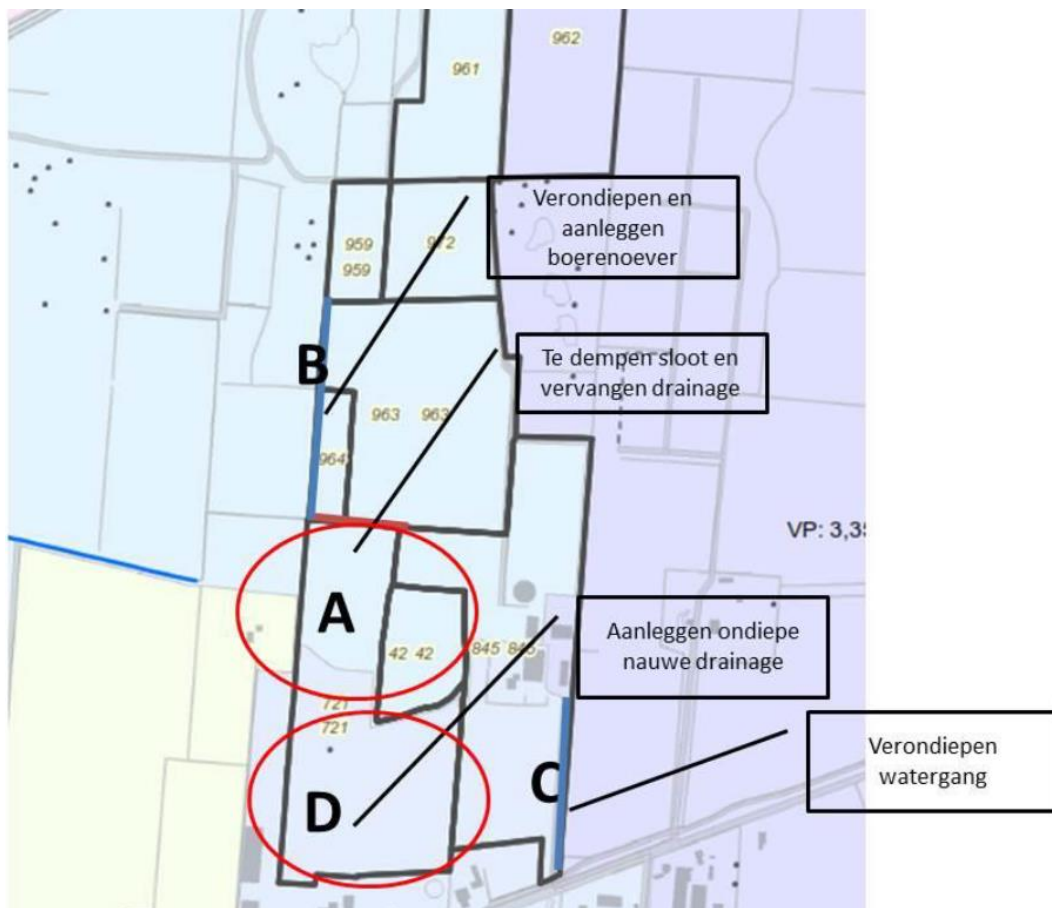 962
961
Verondiepen en
aanleggen
boerenoever
959
972
959
B
Te dempen sloot en
vervangen drainage
963 963
964
VP: 3,35
A
Aanleggen ondiepe
nauwe drainage
42 42
845 845
721
721
Verondiepen
watergang
C
D